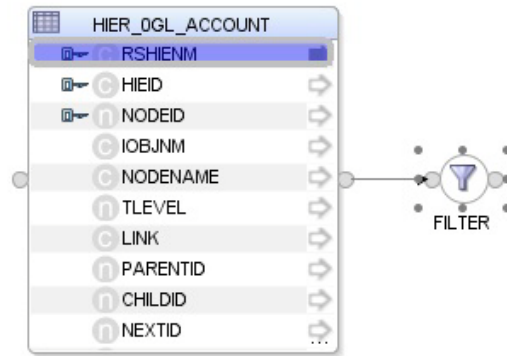 HIER_0GL_ACCOUNT
RSHIENM
HIEID
NODEID
IOBJNM
NODENAME
TLEVEL
LINK
PARENTID
CHILDID
NEXTID
...
FILTER